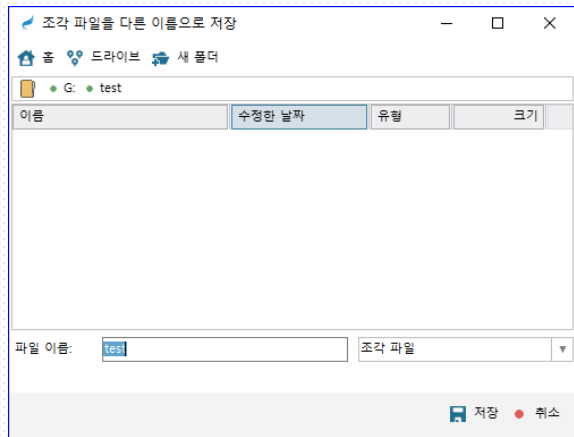 조각 파일을 다른 이름으로 저장
홈 드라이브 새 폴더
G: test
이름 수정한 날짜 유형 크기
파일 이름: test 조각 파일
저장 취소